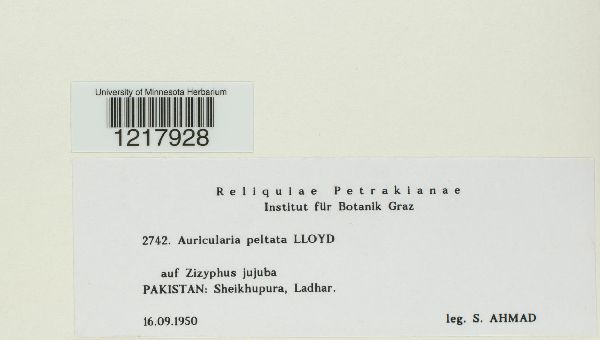 University of Minnesota Herbarium
1217928
Reliquiae Petrakianae
Institut für Botanik Graz
2742. Auricularia peltata LLOYD
auf Zizyphus jujuba
PAKISTAN: Sheikhupura, Ladhar.
16.09.1950 leg. S. AHMAD